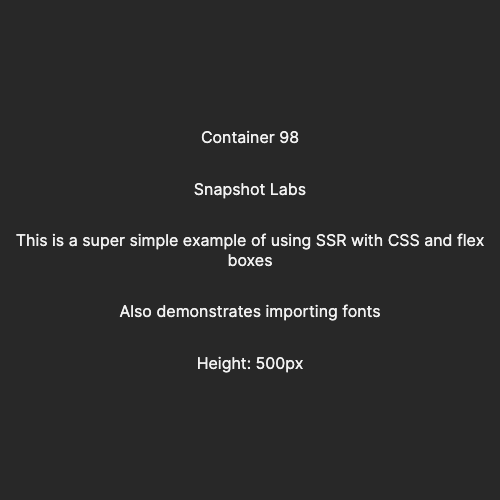 Container 98
Snapshot Labs
This is a super simple example of using SSR with CSS and flex
boxes
Also demonstrates importing fonts
Height: 500px